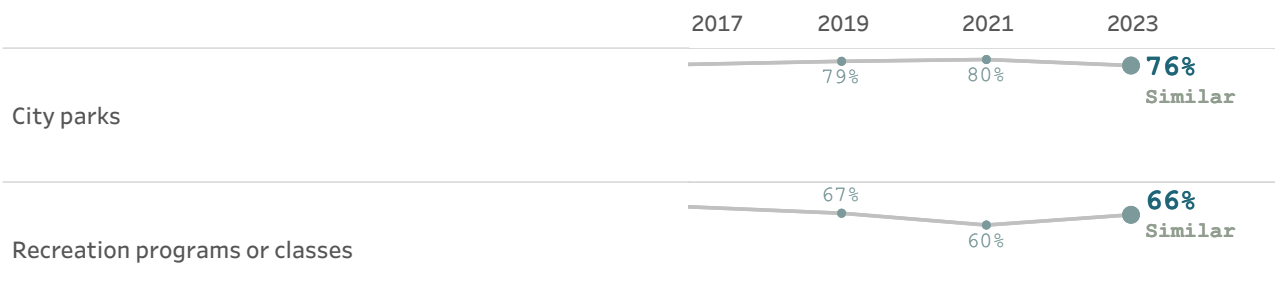 2017 2019 2021 2023
City parks
79% 80% 76%
Similar
Recreation programs or classes
67% 60% 66%
Similar